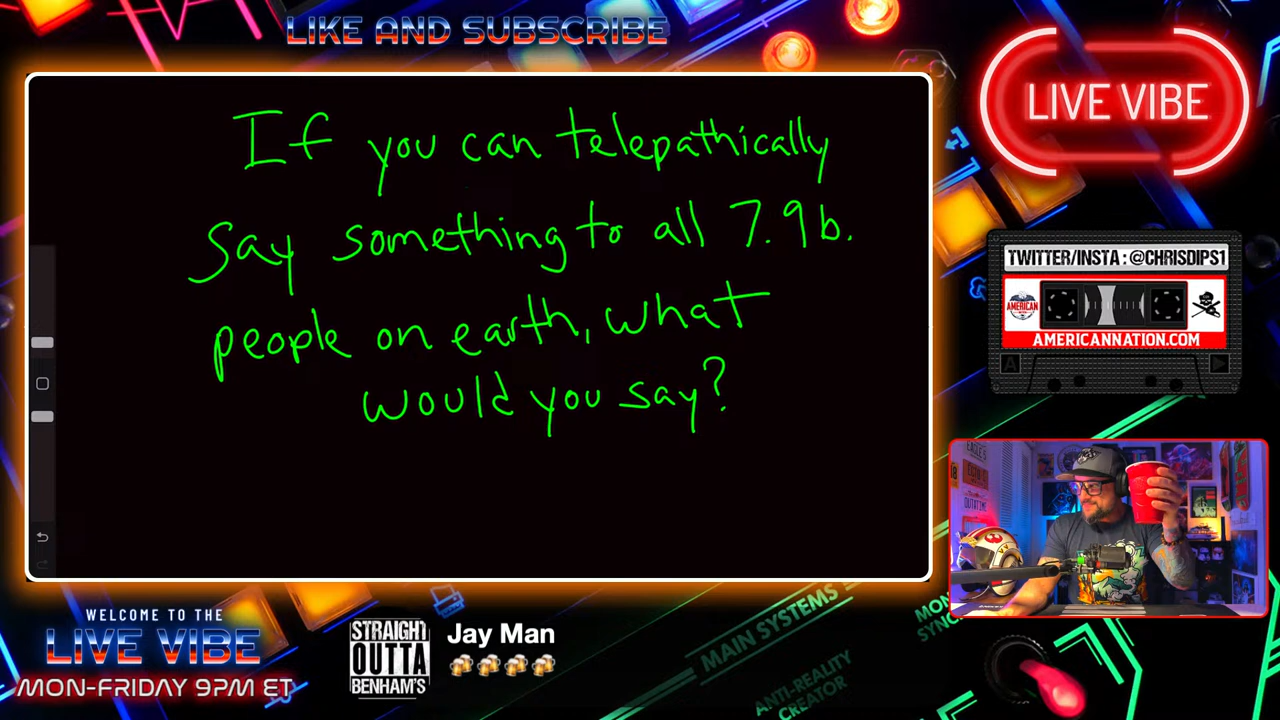 LIKE AND SUBSCRIBE
LIVE VIBE
If you can telepathically
say something to all 7.9b.
people on earth, what
would you say?
TWITTER/INSTA : @CHRISDIPS1
AMERICAN
AMERICANNATION.COM
A
WELCOME TO THE
LIVE VIBE
MON-FRIDAY 9PM ET
STRAIGHT
OUTTA
BENHAM'S
Jay Man
MAIN SYSTEMS
ANTI-REALITY
CREATOR